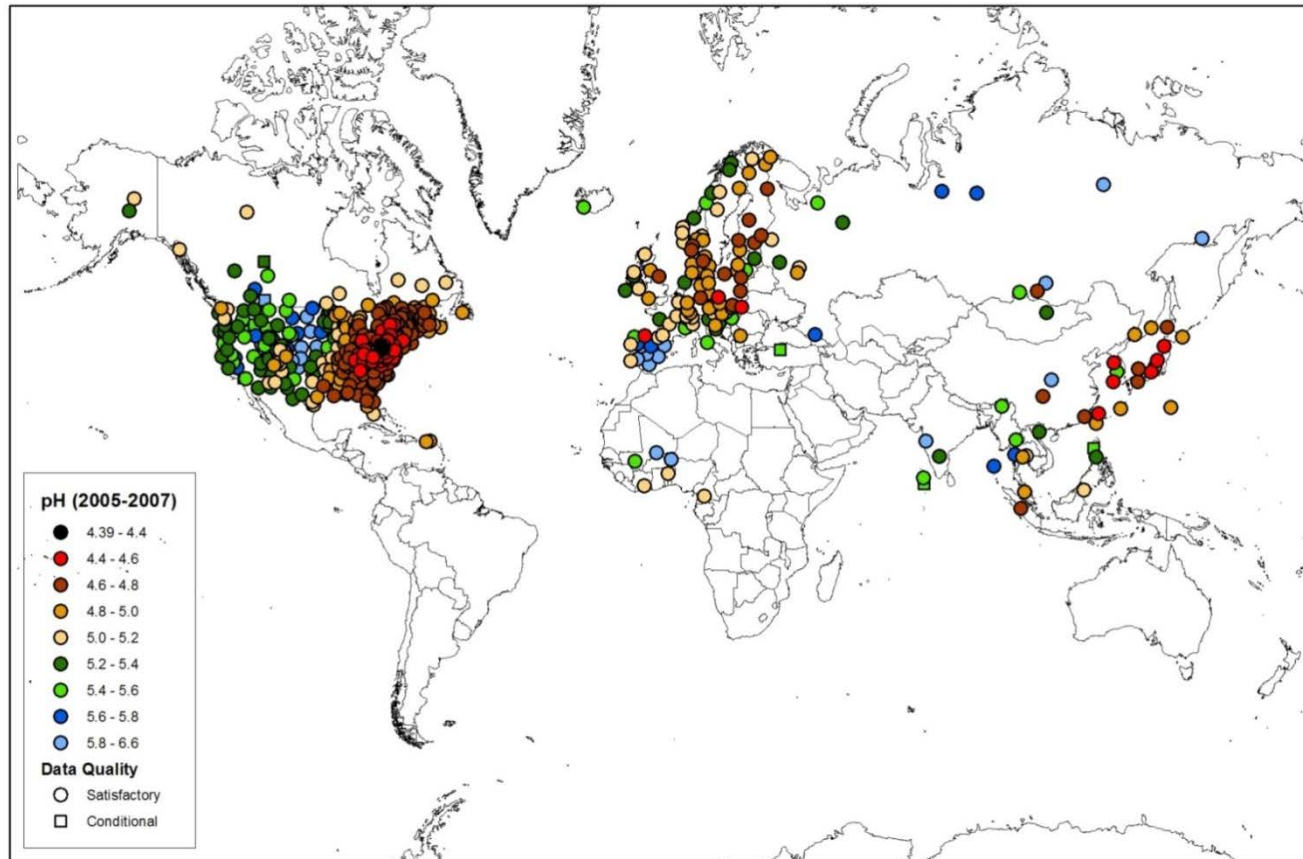 pH (2005-2007)
4.39 - 4.4
4.4 - 4.6
4.6 - 4.8
4.8 - 5.0
5.0 - 5.2
5.2 - 5.4
5.4 - 5.6
5.6 - 5.8
5.8 - 6.6
Data Quality
Satisfactory
Conditional